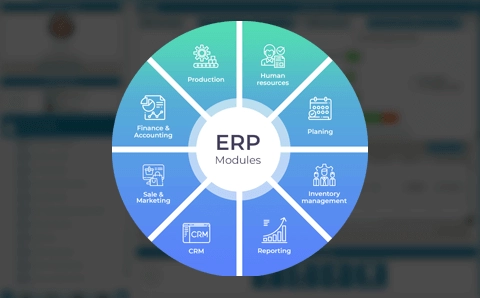 Production
Human
resources
Finance &
Accounting
Planing
ERP
Modules
Sale &
Marketing
Inventory
management
CRM
CRM
Reporting